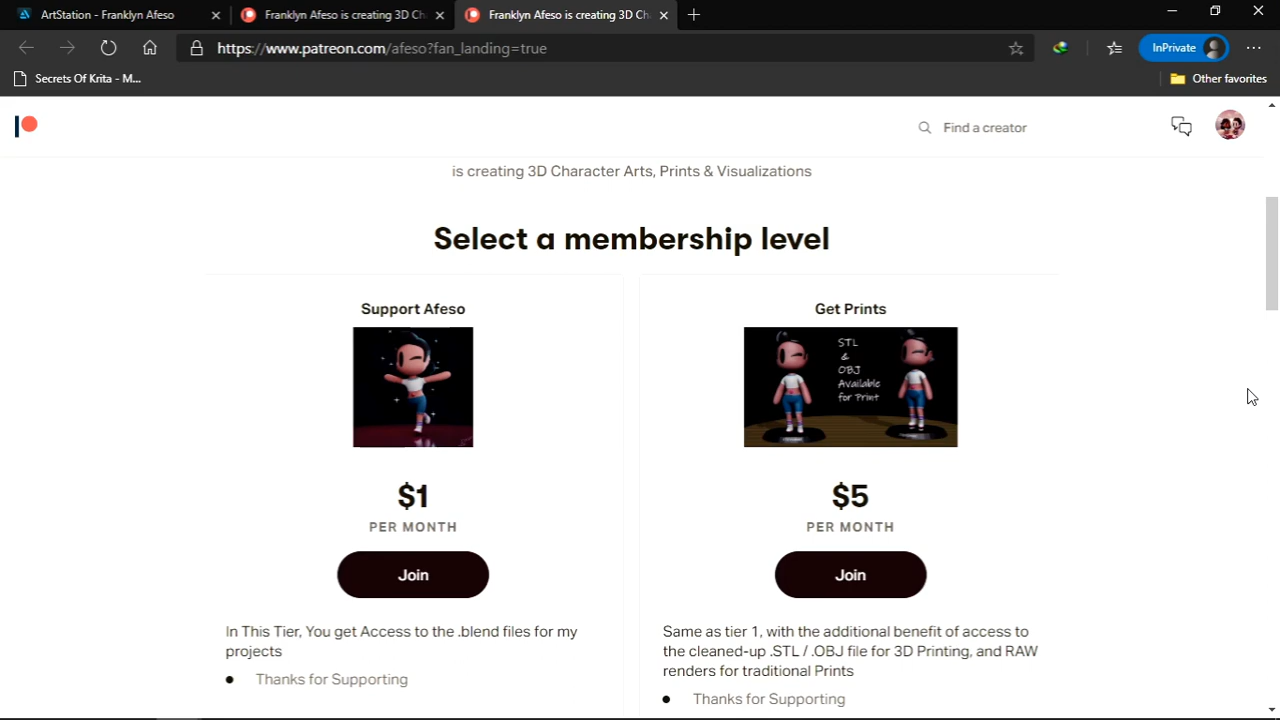 ArtStation - Franklyn Afeso
Franklyn Afeso is creating 3D Ch
Franklyn Afeso is creating 3D Ch
https://www.patreon.com/afeso?fan_landing=true
InPrivate
Secrets Of Krita - M...
Other favorites
Find a creator
is creating 3D Character Arts, Prints & Visualizations
Select a membership level
Support Afeso
$1
PER MONTH
Join
In This Tier, You get Access to the .blend files for my
projects
Thanks for Supporting
Get Prints
STL
&
OBJ
Available
for Print
$5
PER MONTH
Join
Same as tier 1, with the additional benefit of access to
the cleaned-up .STL / .OBJ file for 3D Printing, and RAW
renders for traditional Prints
Thanks for Supporting